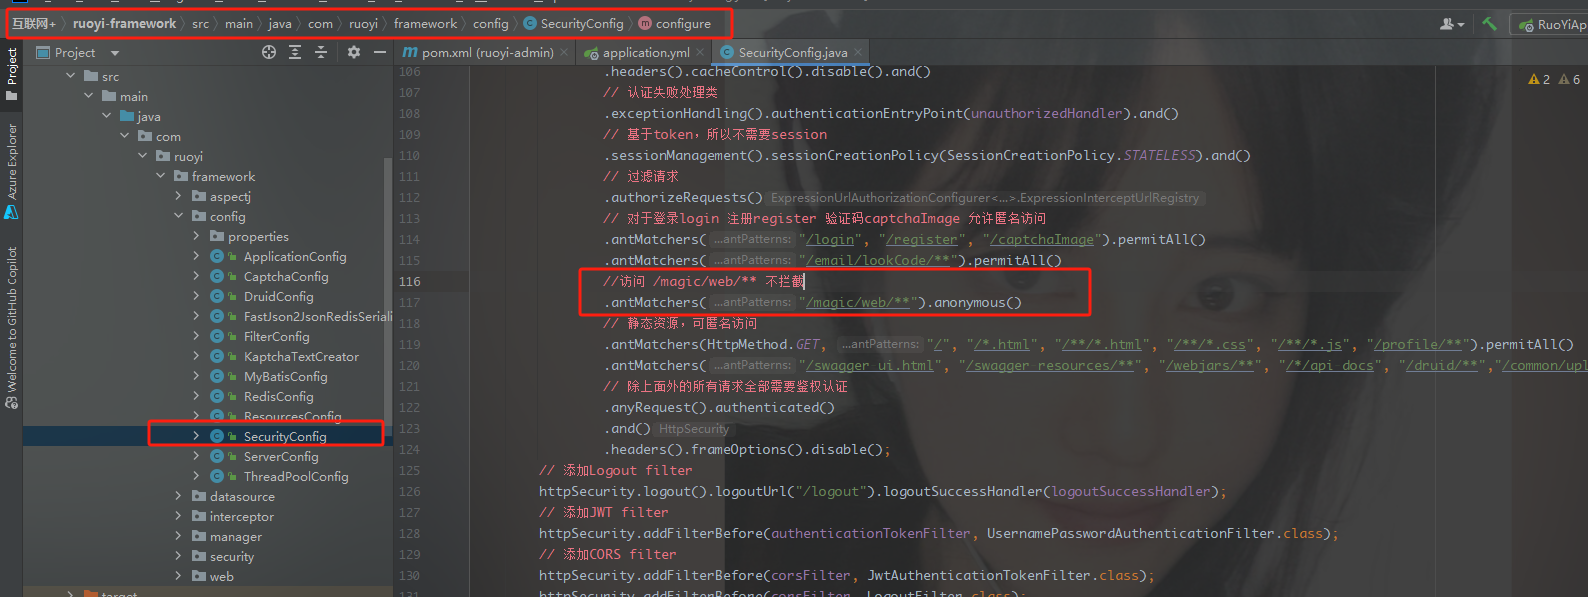 互联网+ 〉 ruoyi-framework 〉 src 〉 main 〉 java 〉 com 〉 ruoyi 〉 framework 〉 config 〉 SecurityConfig 〉 configure
RuoYiAp
Project
pom.xml (ruoyi-admin)
application.yml
SecurityConfig.java
Project
Azure Explorer
Welcome to GitHub Copilot
src
main
java
com
ruoyi
framework
aspectj
config
properties
ApplicationConfig
CaptchaConfig
DruidConfig
FastJson2JsonRedisSeriali
FilterConfig
KaptchaTextCreator
MyBatisConfig
RedisConfig
ResourcesConfig
SecurityConfig
ServerConfig
ThreadPoolConfig
datasource
interceptor
manager
security
web
target
2 6
106 .headers().cacheControl().disable().and()
107 // 认证失败处理类
108 .exceptionHandling().authenticationEntryPoint(unauthorizedHandler).and()
109 // 基于token，所以不需要session
110 .sessionManagement().sessionCreationPolicy(SessionCreationPolicy.STATELESS).and()
111 // 过滤请求
112 .authorizeRequests() ExpressionUrlAuthorizationConfigurer<...>.ExpressionInterceptUrlRegistry
113 // 对于登录login 注册register 验证码captchaImage 允许匿名访问
114 .antMatchers( ...antPatterns: "/login", "/register", "/captchaImage").permitAll()
115 .antMatchers( ...antPatterns: "/email/lookCode/**").permitAll()
116 //访问 /magic/web/** 不拦截
117 .antMatchers( ...antPatterns: "/magic/web/**").anonymous()
118 // 静态资源，可匿名访问
119 .antMatchers(HttpMethod.GET, ...antPatterns: "/", "/*.html", "/**/*.html", "/**/*.css", "/**/*.js", "/profile/**").permitAll()
120 .antMatchers( ...antPatterns: "/swagger-ui.html", "/swagger-resources/**", "/webjars/**", "/*/api-docs", "/druid/**","/common/upl
121 // 除上面外的所有请求全部需要鉴权认证
122 .anyRequest().authenticated()
123 .and() HttpSecurity
124 .headers().frameOptions().disable();
125 // 添加Logout filter
126 httpSecurity.logout().logoutUrl("/logout").logoutSuccessHandler(logoutSuccessHandler);
127 // 添加JWT filter
128 httpSecurity.addFilterBefore(authenticationTokenFilter, UsernamePasswordAuthenticationFilter.class);
129 // 添加CORS filter
130 httpSecurity.addFilterBefore(corsFilter, JwtAuthenticationTokenFilter.class);
131 httpSecurity.addFilterBefore(corsFilter, LogoutFilter.class);